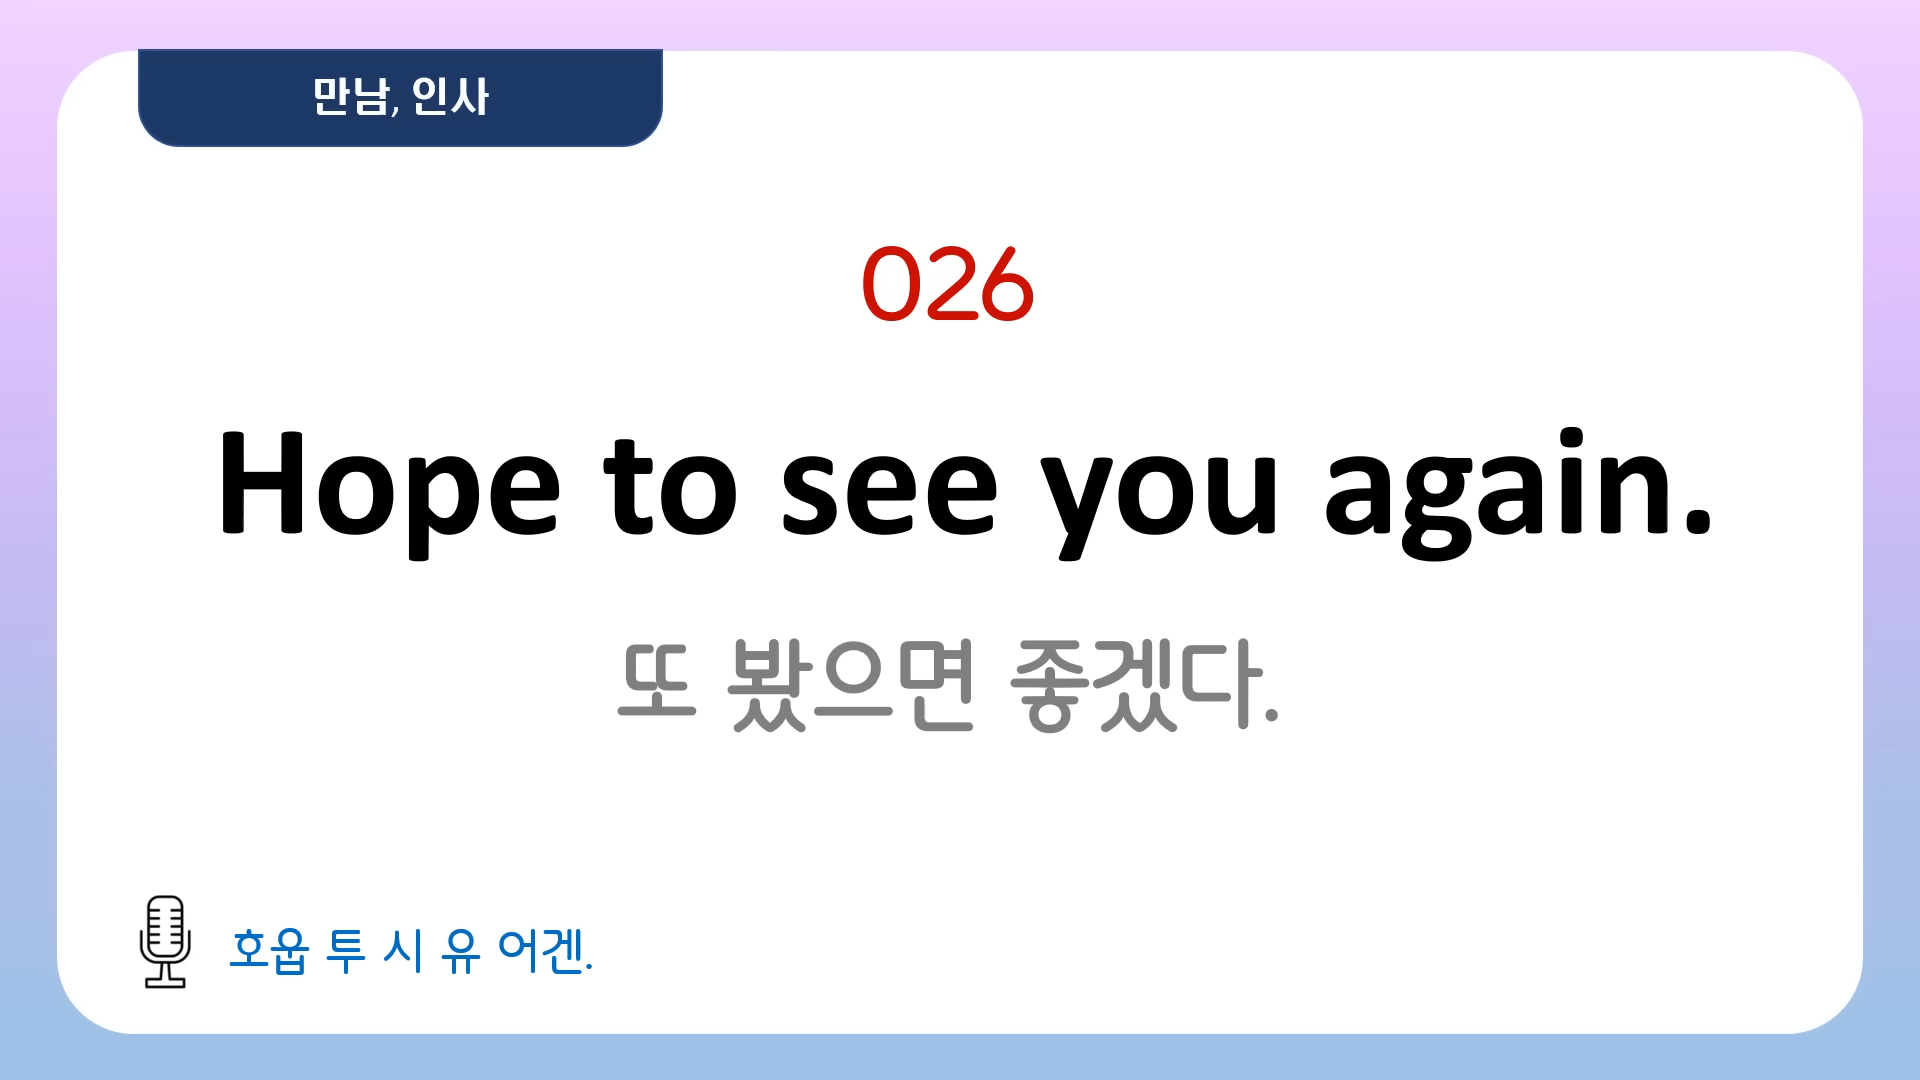 만남, 인사
026
Hope to see you again.
또 봤으면 좋겠다.
호웁 투 시 유 어겐.